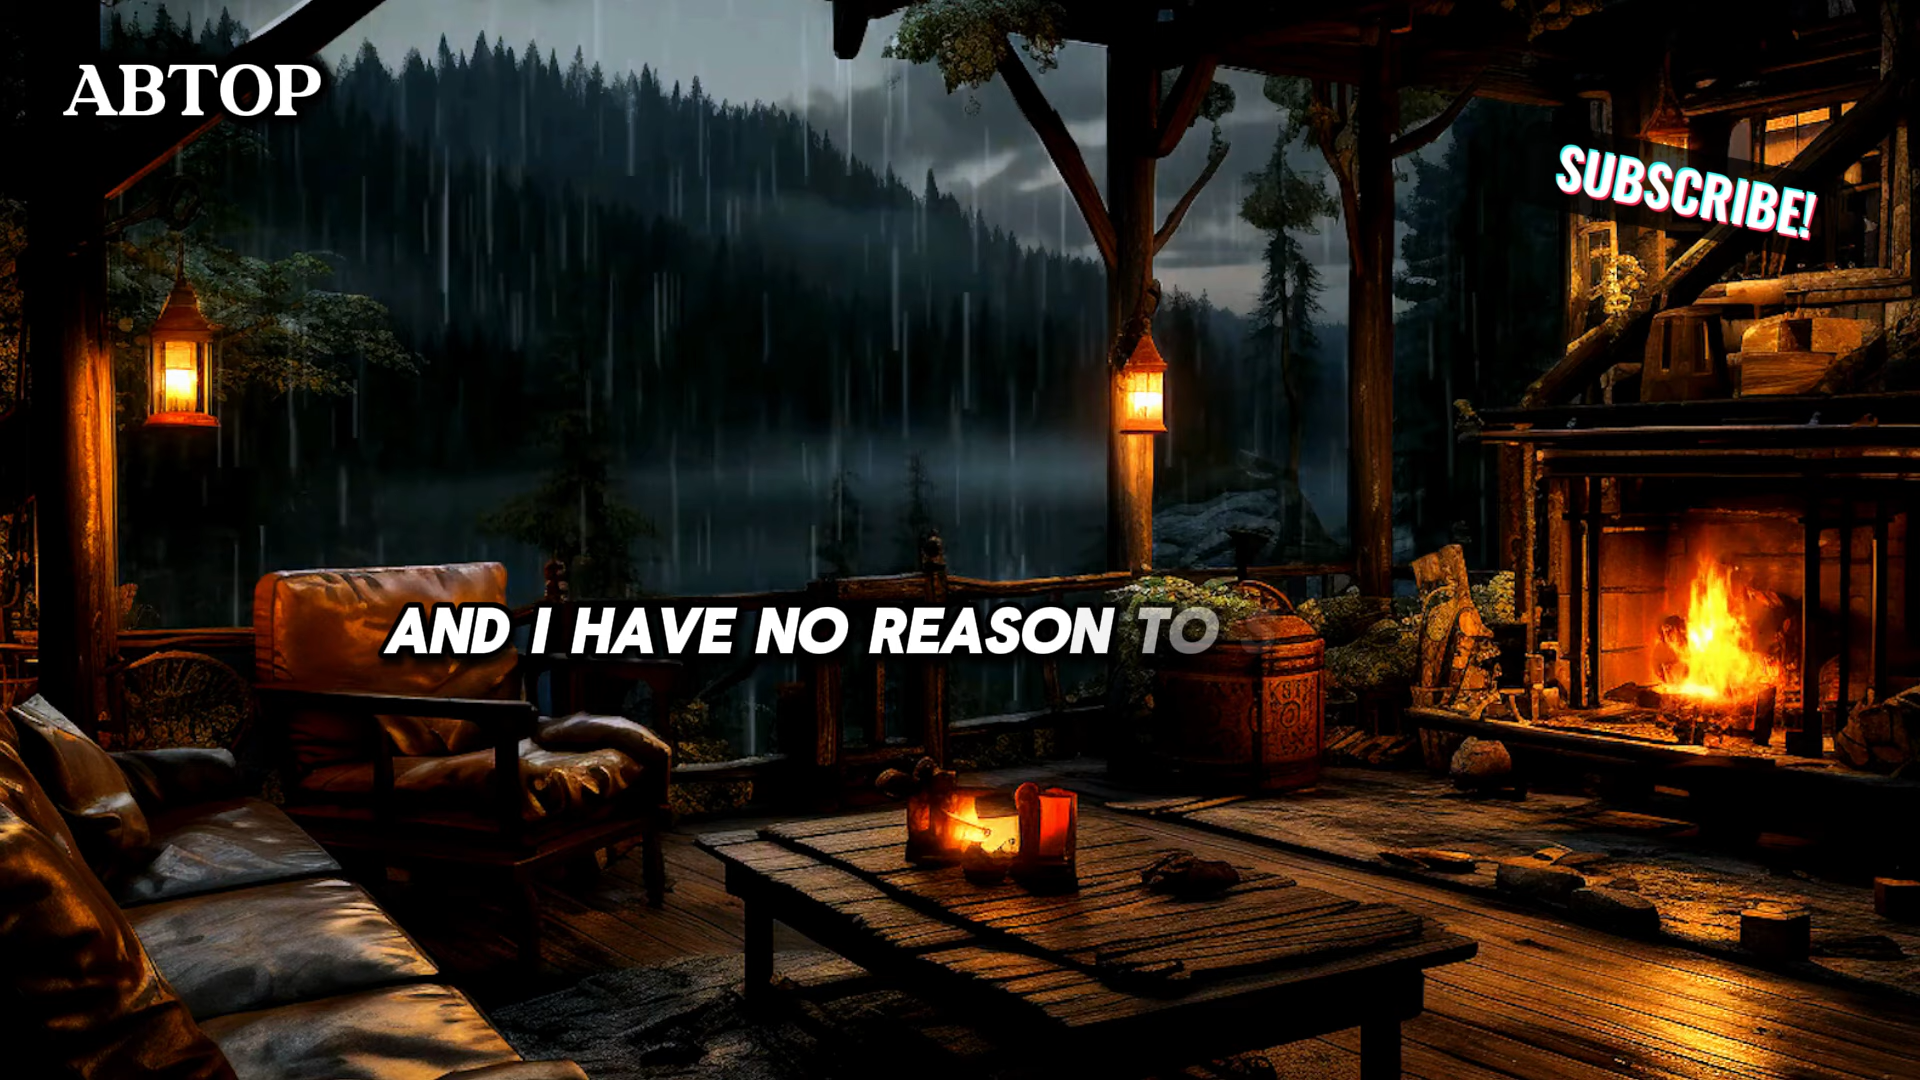 АВТОР
SUBSCRIBE!
AND I HAVE NO REASON TO